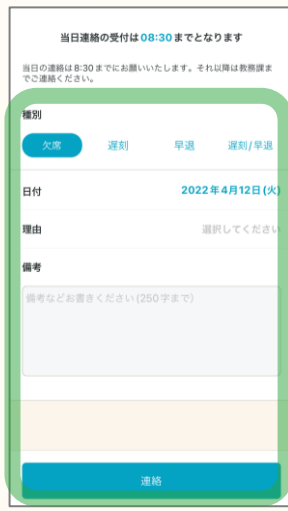 当日連絡の受付は08:30までとなります
当日の連絡は8:30までにお願いいたします。それ以降は教務課ま
でご連絡ください。
種別
欠席 遅刻 早退 遅刻/早退
日付 2022年4月12日(火)
理由 選択してください
備考
備考などお書きください(250字まで)
連絡